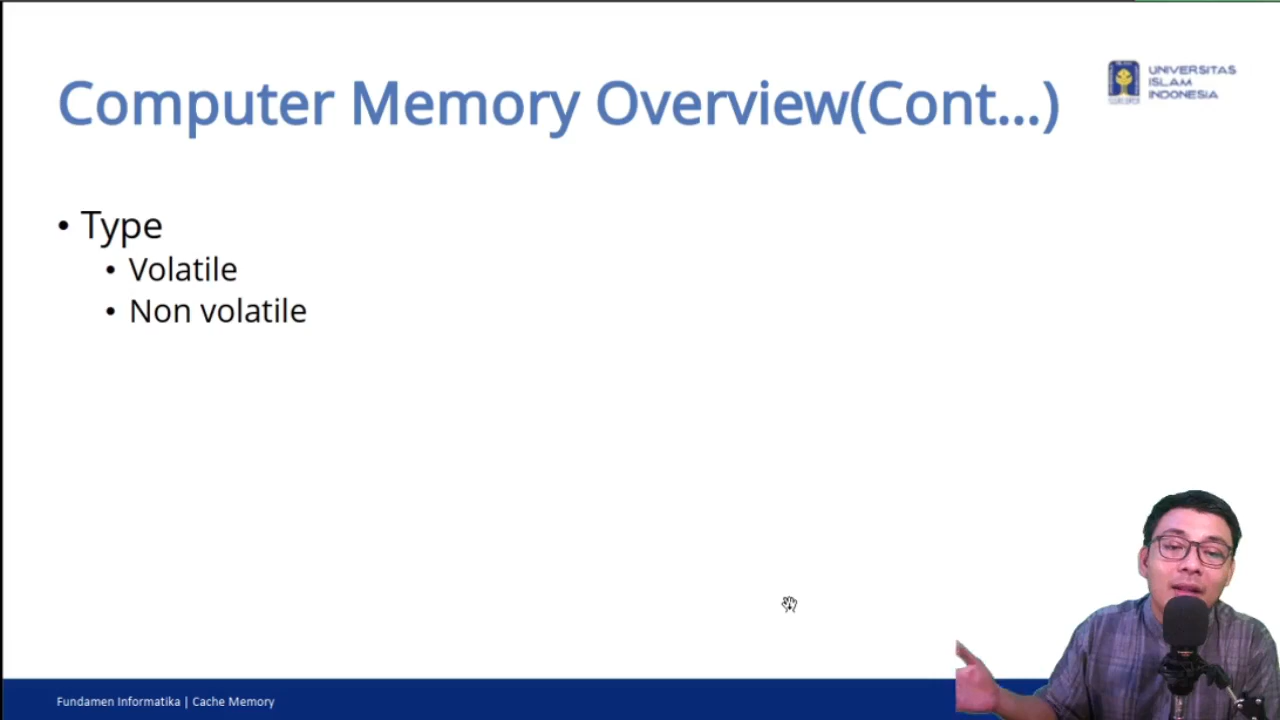 Computer Memory Overview(Cont...)
UNIVERSITAS
ISLAM
INDONESIA
• Type
• Volatile
• Non volatile
Fundamen Informatika | Cache Memory